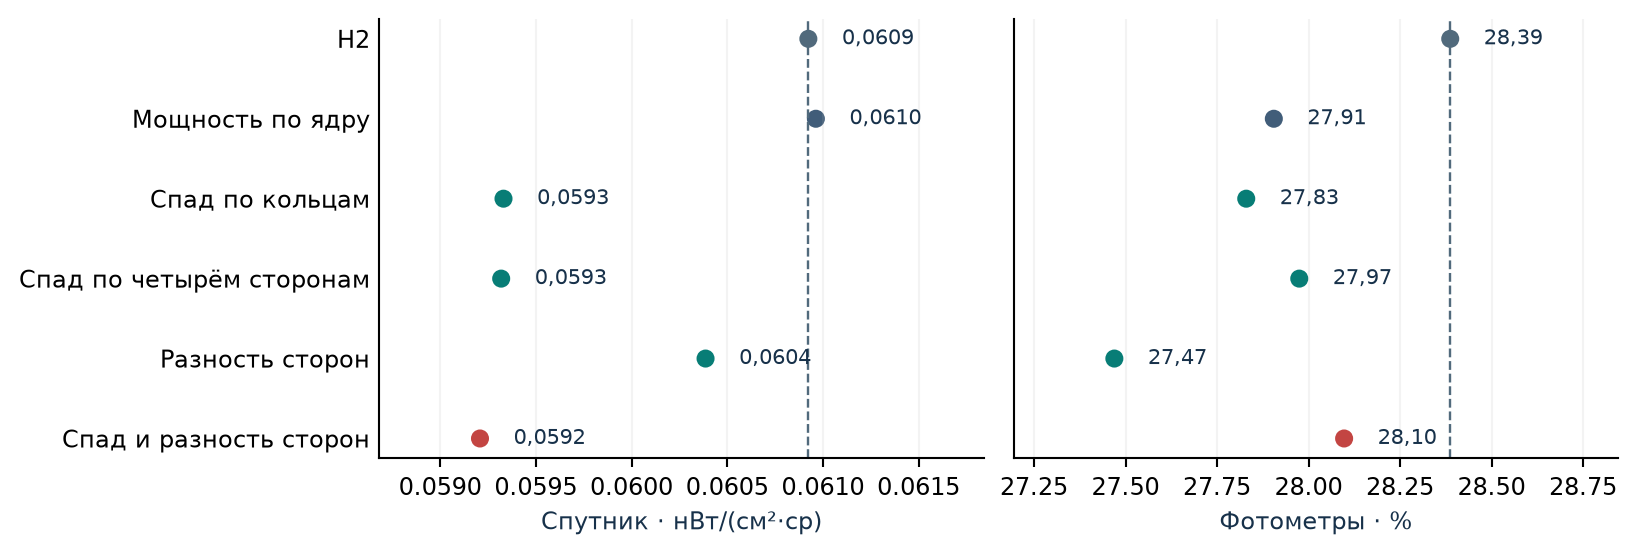 H2
0,0609
28,39
Мощность по ядру
0,0610
27,91
Спад по кольцам
0,0593
27,83
Спад по четырём сторонам
0,0593
27,97
Разность сторон
0,0604
27,47
Спад и разность сторон
0,0592
28,10
0.0590 0.0595 0.0600 0.0605 0.0610 0.0615
27.25 27.50 27.75 28.00 28.25 28.50 28.75
Спутник · нВт/(см²·ср)
Фотометры · %